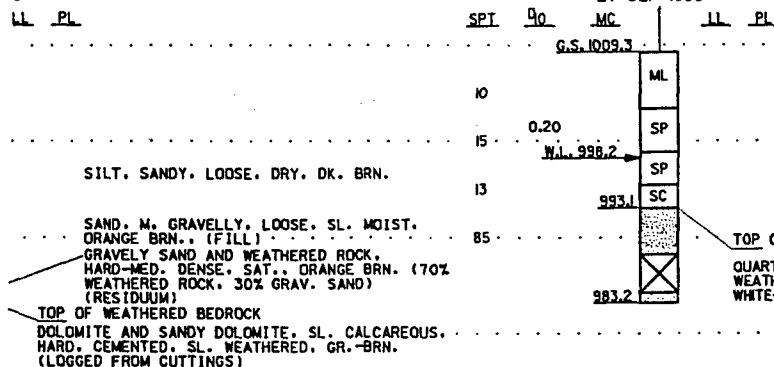 LL PL SPT D10 MC LL PL
G.S. 1009.3
ML
10
0.20 SP
15
W.L. 998.2
SP
SILT, SANDY, LOOSE, DRY, DK. BRN.
13
SC
993.1
SAND, M. GRAVELLY, LOOSE, SL. MOIST,
ORANGE BRN., (FILL)
85
TOP
GRAVELY SAND AND WEATHERED ROCK,
HARD-MED. DENSE, SAT., ORANGE BRN. (70%
WEATHERED ROCK, 30% GRAV. SAND)
(RESIDUUM)
QUART
WEATH
WHITE-
983.2
TOP OF WEATHERED BEDROCK
DOLOMITE AND SANDY DOLOMITE, SL. CALCAREOUS,
HARD, CEMENTED, SL. WEATHERED, GR.-BRN.
(LOGGED FROM CUTTINGS)